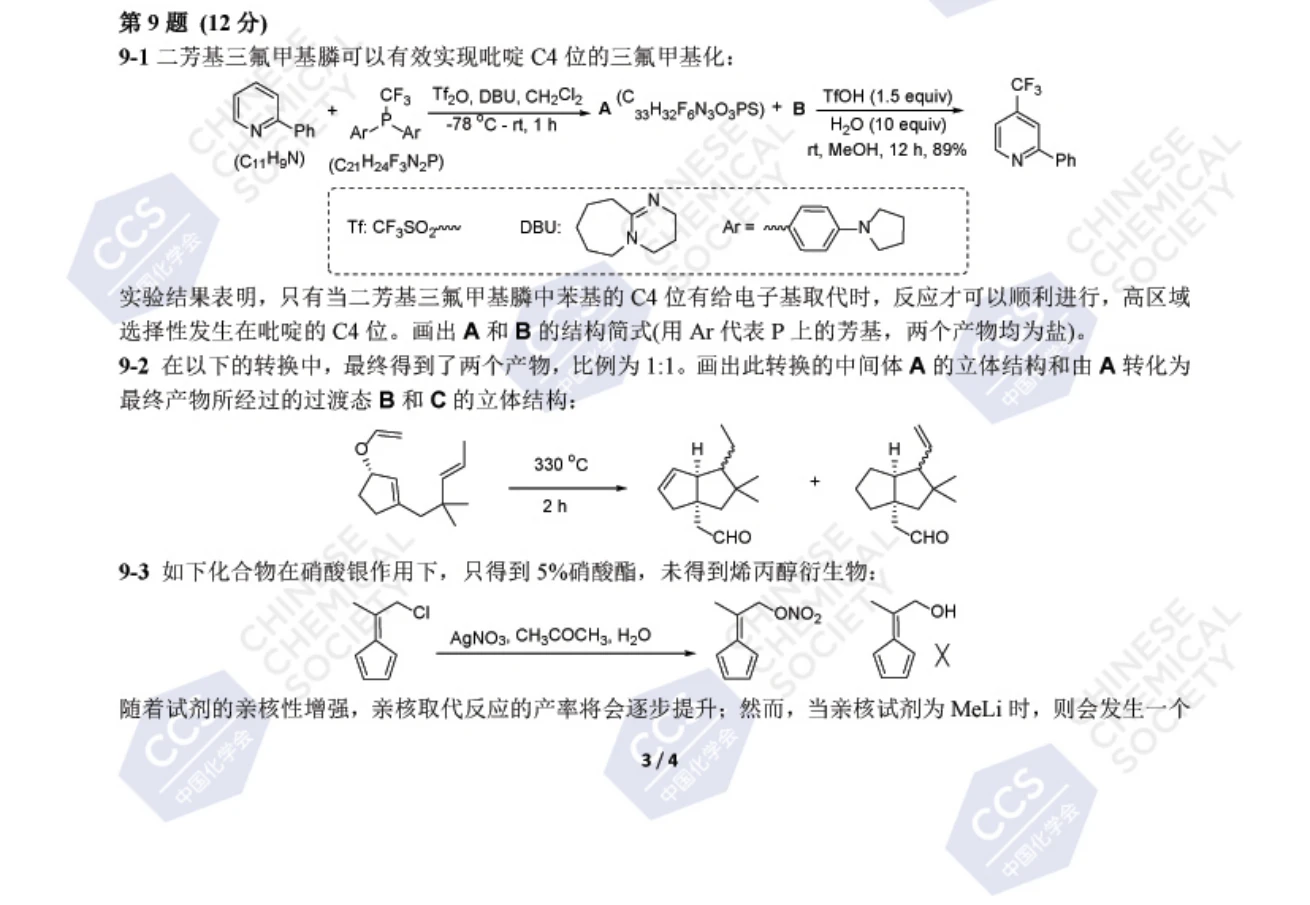 第 9 题 (12 分)
9-1 二芳基三氟甲基膦可以有效实现吡啶 C4 位的三氟甲基化：
N Ph (C11H9N) + CF3 P Ar Ar (C21H24F3N2P) Tf2O, DBU, CH2Cl2 -78 °C - rt, 1 h A (C33H32F6N3O3PS) + B TfOH (1.5 equiv) H2O (10 equiv) rt, MeOH, 12 h, 89% CF3 N Ph
Tf: CF3SO2 DBU: N N Ar = N
实验结果表明，只有当二芳基三氟甲基膦中苯基的 C4 位有给电子基取代时，反应才可以顺利进行，高区域
选择性发生在吡啶的 C4 位。画出 A 和 B 的结构简式(用 Ar 代表 P 上的芳基，两个产物均为盐)。
9-2 在以下的转换中，最终得到了两个产物，比例为 1:1。画出此转换的中间体 A 的立体结构和由 A 转化为
最终产物所经过的过渡态 B 和 C 的立体结构：
O 330 °C 2 h H CHO + H CHO
9-3 如下化合物在硝酸银作用下，只得到 5%硝酸酯，未得到烯丙醇衍生物：
Cl AgNO3, CH3COCH3, H2O ONO2 OH X
随着试剂的亲核性增强，亲核取代反应的产率将会逐步提升；然而，当亲核试剂为 MeLi 时，则会发生一个
3 / 4
CHINESE CHEMICAL SOCIETY
CCS 中国化学会